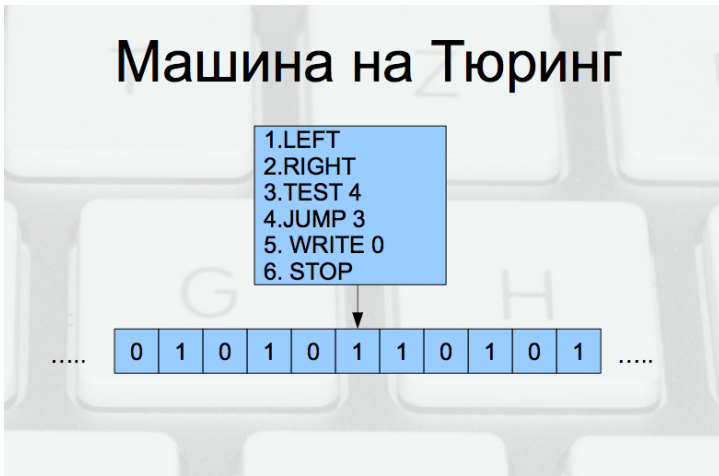 Машина на Тюринг
1.LEFT
2.RIGHT
3.TEST 4
4.JUMP 3
5. WRITE 0
6. STOP
..... 0 1 0 1 0 1 1 0 1 0 1 .....
T Z
G H